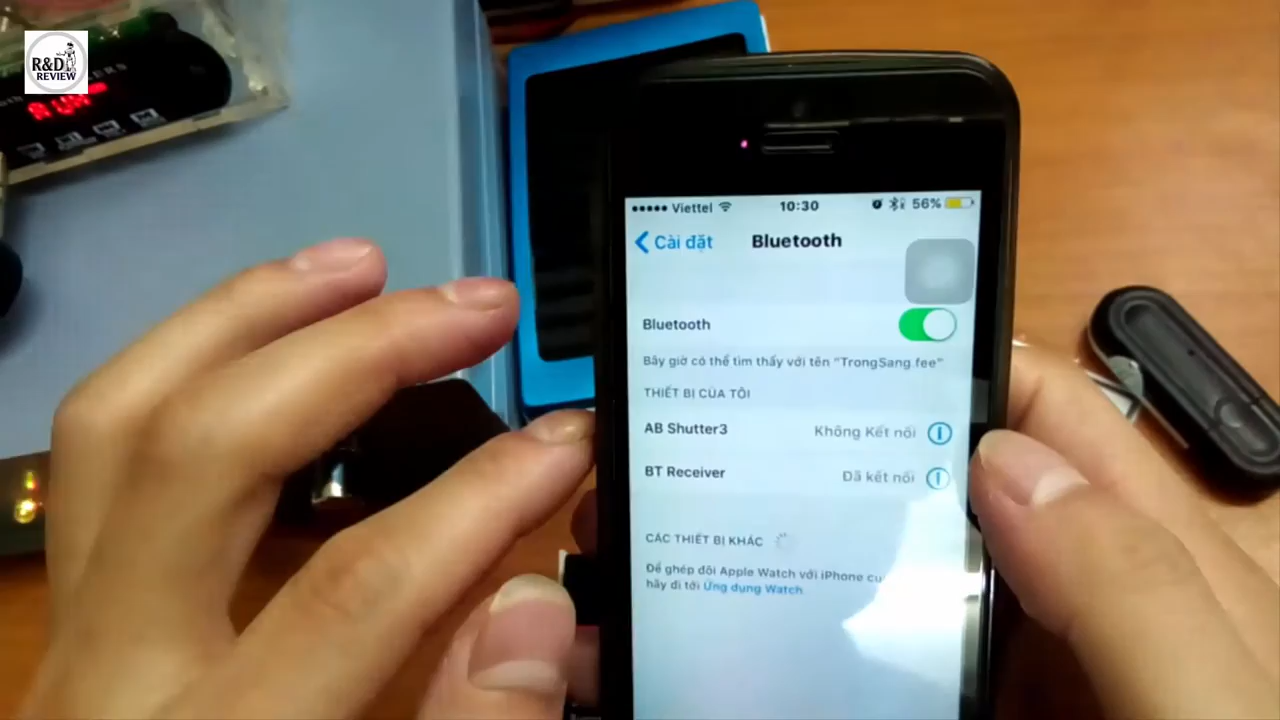 R&D
REVIEW
Viettel
10:30
56%
Cài đặt
Bluetooth
Bluetooth
Bây giờ có thể tìm thấy với tên “TrongSang fee”
THIẾT BỊ CỦA TÔI
AB Shutter3
Không Kết nối
BT Receiver
Đã kết nối
CÁC THIẾT BỊ KHÁC
Để ghép đôi Apple Watch với iPhone
hãy đi tới Ứng dụng Watch